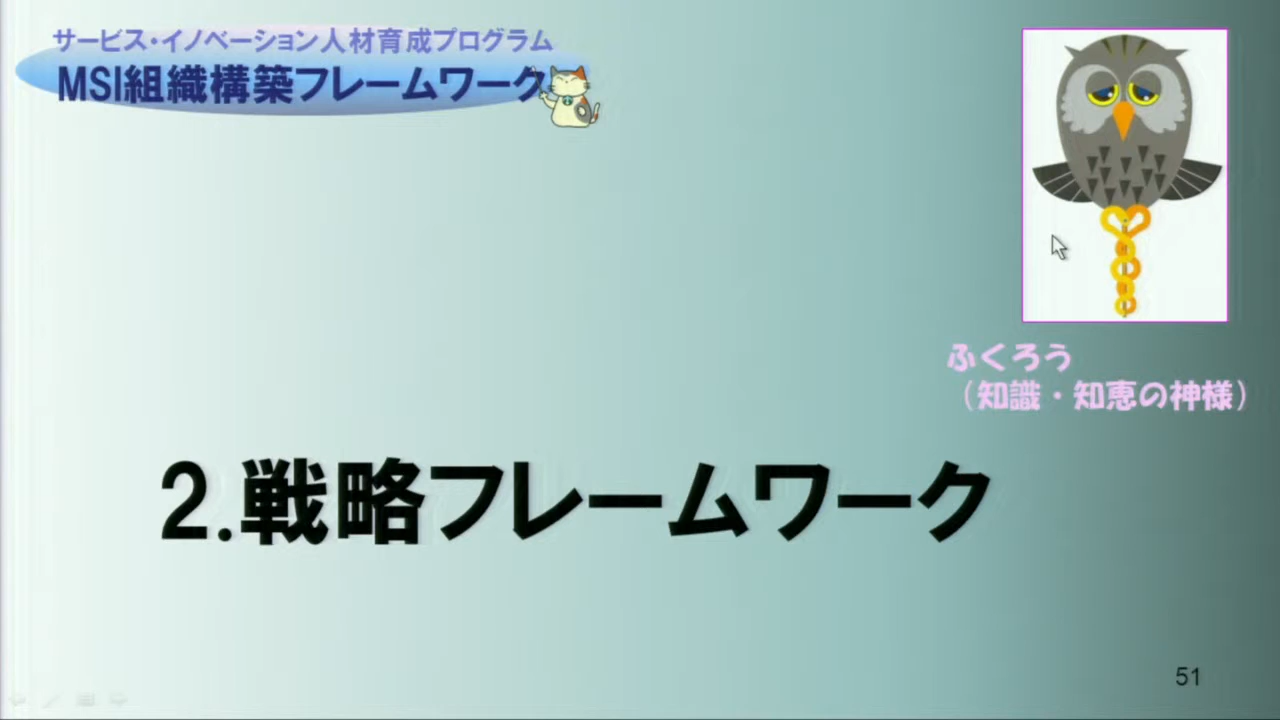 サービス・イノベーション人材育成プログラム
MSI組織構築フレームワーク
ふくろう
（知識・知恵の神様）
2.戦略フレームワーク
51